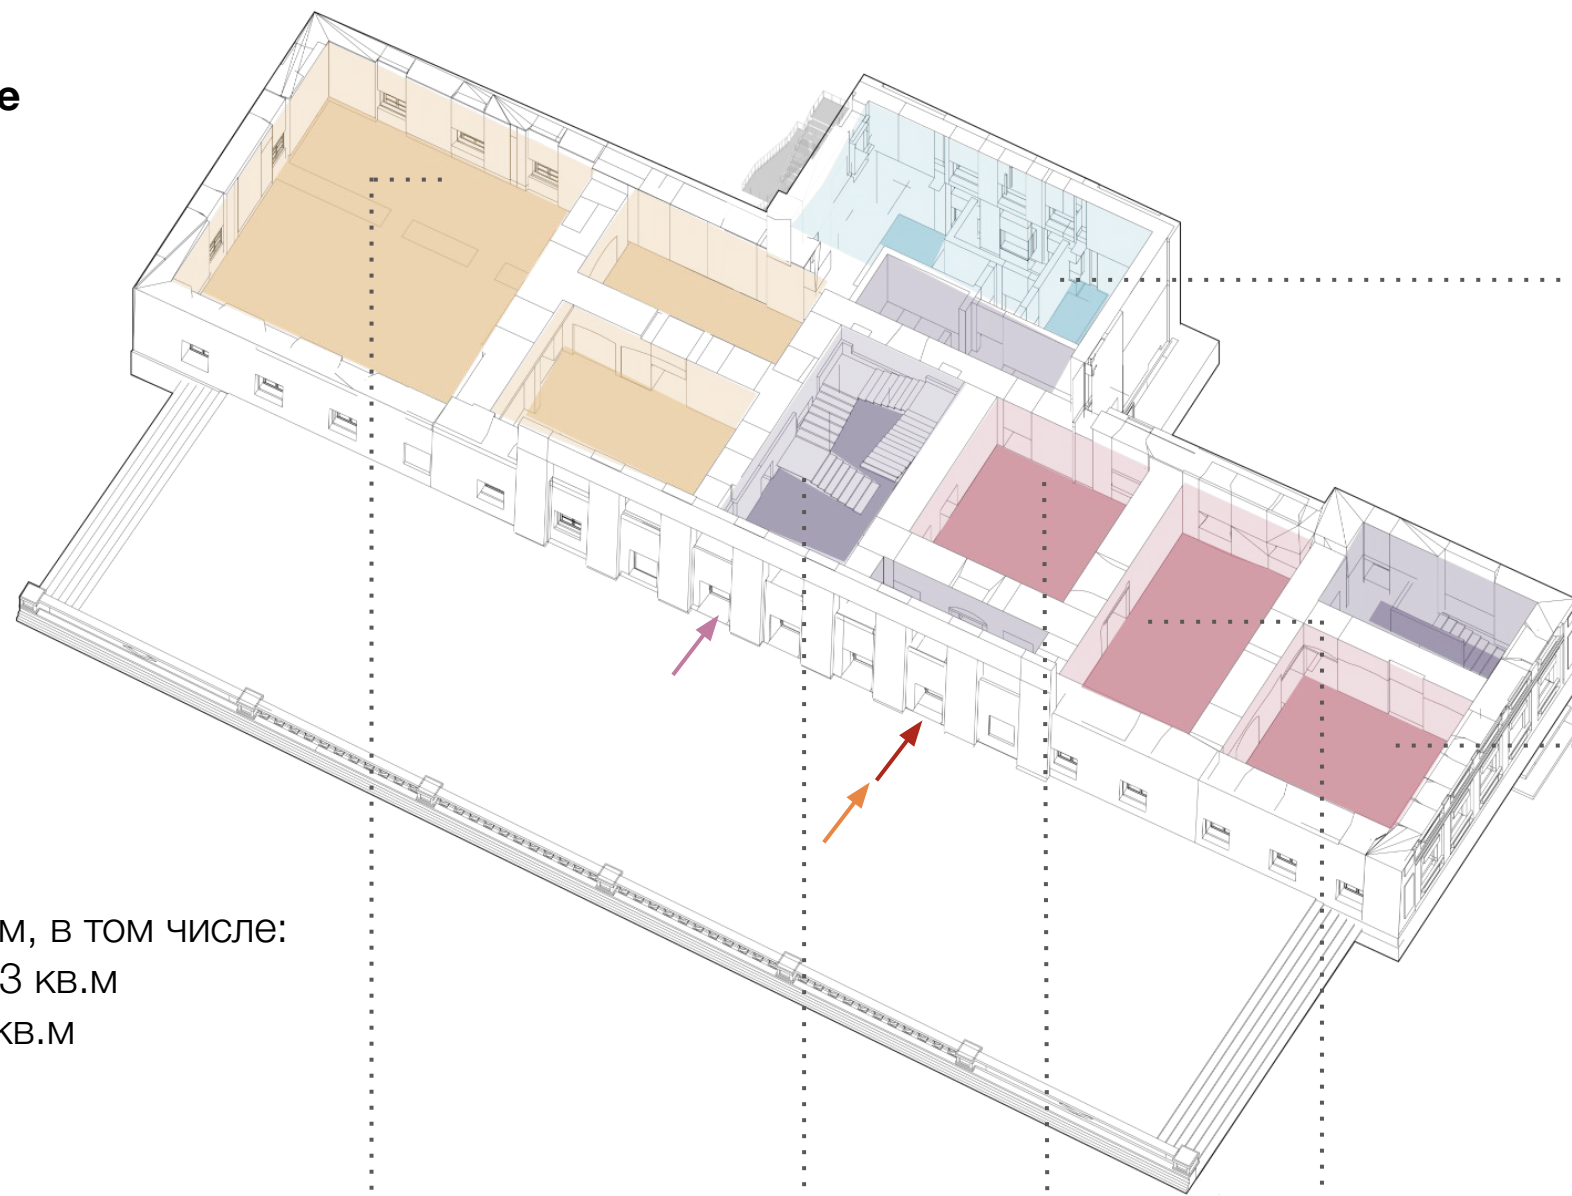 е
м, в том числе:
3 кв.м
кв.м